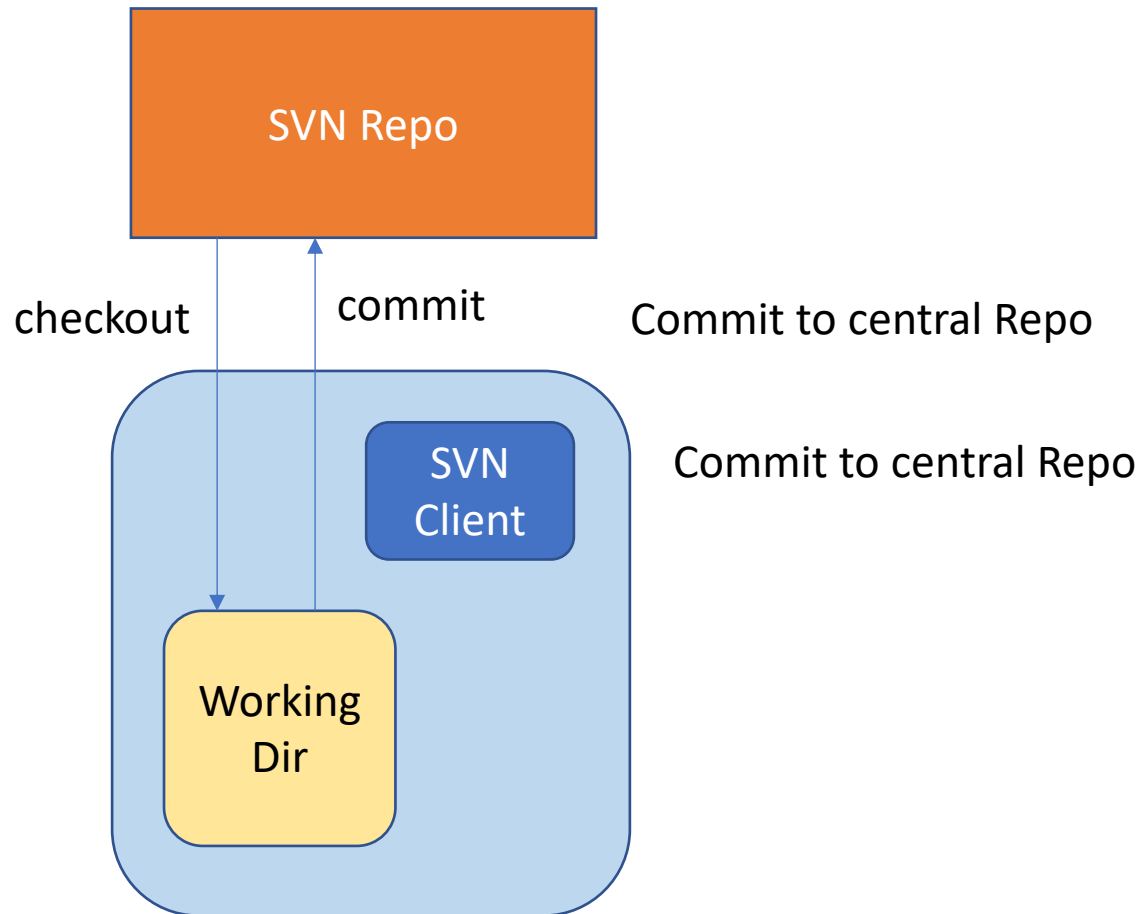 SVN Repo
checkout
commit
Commit to central Repo
SVN
Client
Commit to central Repo
Working
Dir